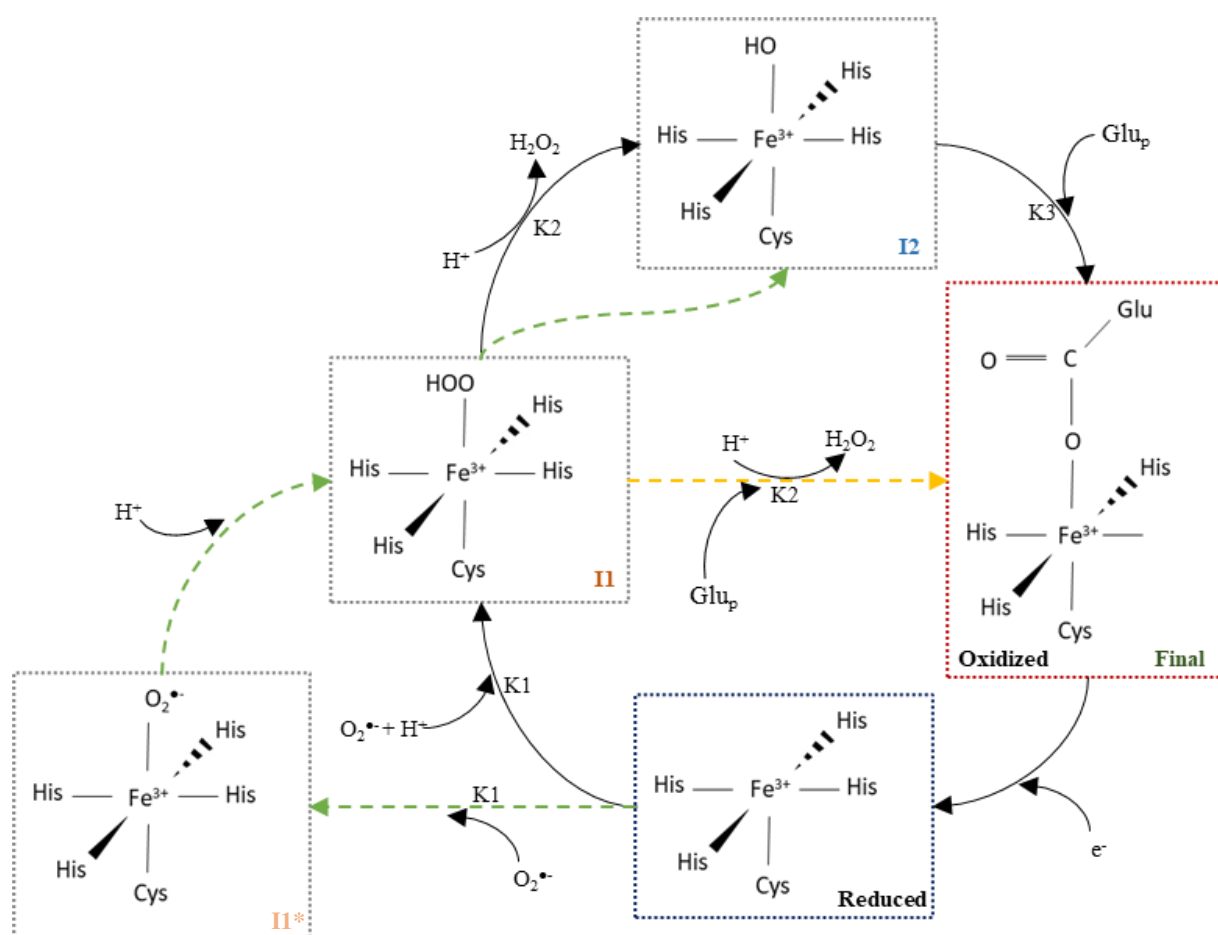 HO
His
His
Fe³⁺
His
His
Cys
I2
H₂O₂
K2
H⁺
Gluₚ
K3
Glu
O
C
O
His
His
Fe³⁺
His
Cys
Oxidized
Final
HOO
His
His
Fe³⁺
His
His
Cys
I1
H⁺
H₂O₂
K2
Gluₚ
H⁺
K1
O₂•- + H⁺
O₂•-
His
His
Fe³⁺
His
His
Cys
I1*
K1
O₂•-
His
His
Fe³⁺
His
His
Cys
Reduced
e-